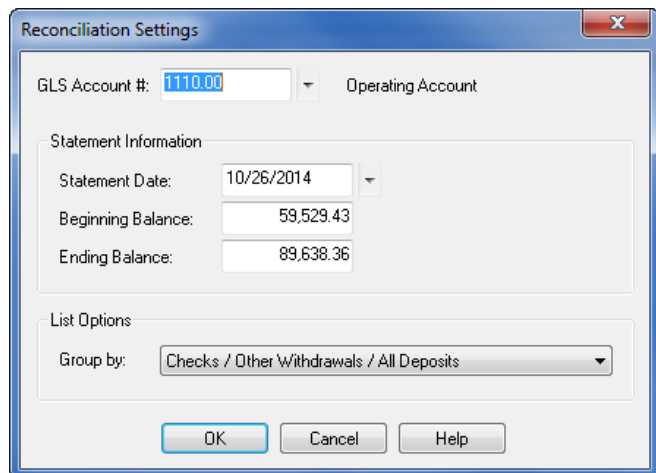 Reconciliation Settings
GLS Account #: 1110.00 Operating Account
Statement Information
Statement Date: 10/26/2014
Beginning Balance: 59,529.43
Ending Balance: 89,638.36
List Options
Group by: Checks / Other Withdrawals / All Deposits
OK Cancel Help